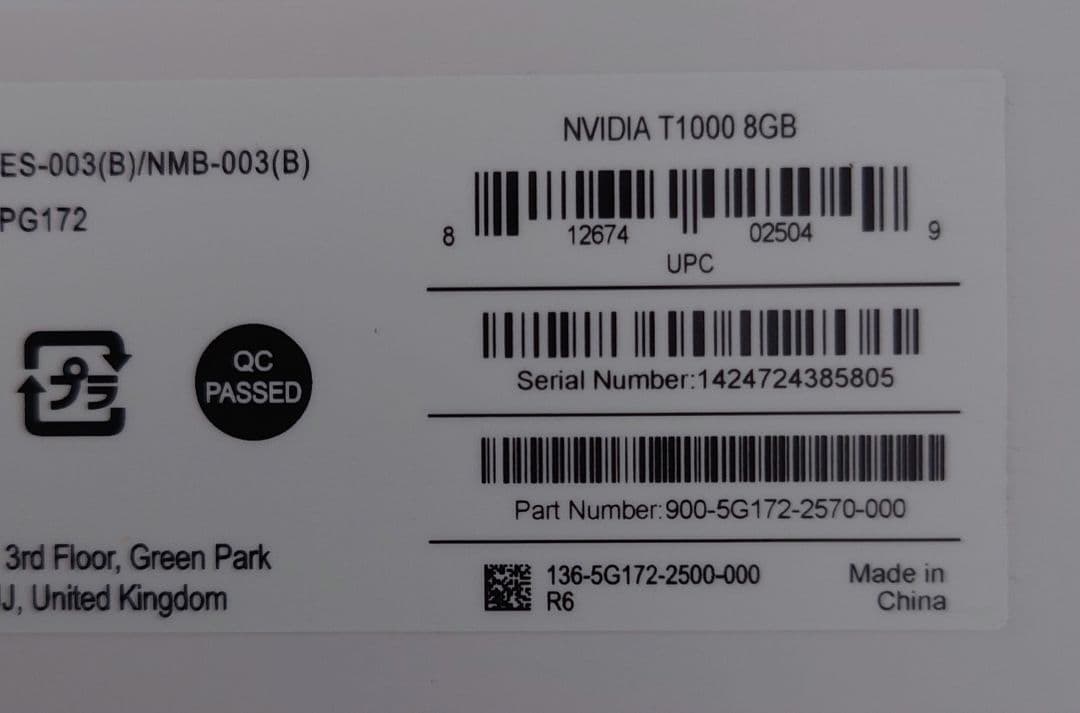 ES-003(B)/NMB-003(B)
PG172
プラ
QC
PASSED
3rd Floor, Green Park
J, United Kingdom
NVIDIA T1000 8GB
8 12674 02504 9
UPC
Serial Number:1424724385805
Part Number:900-5G172-2570-000
136-5G172-2500-000
R6
Made in
China